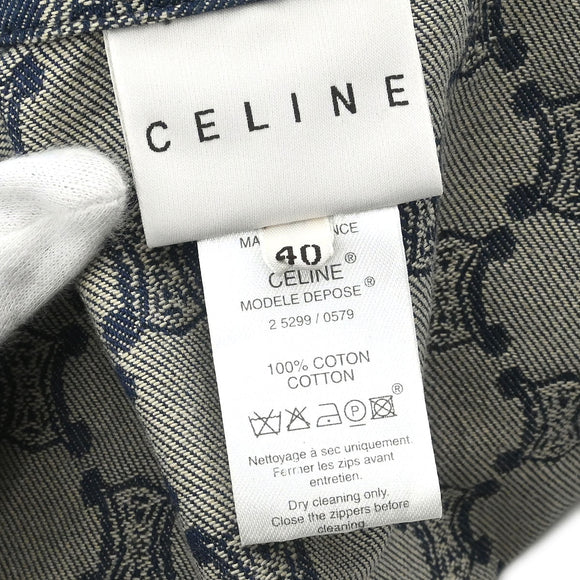 CELINE
40
CELINE®
MODELE DEPOSE®
2 5299 / 0579
100% COTON
COTTON
P
®
Nettoyage à sec uniquement.
Fermer les zips avant
entretien.
Dry cleaning only.
Close the zippers before
cleaning.